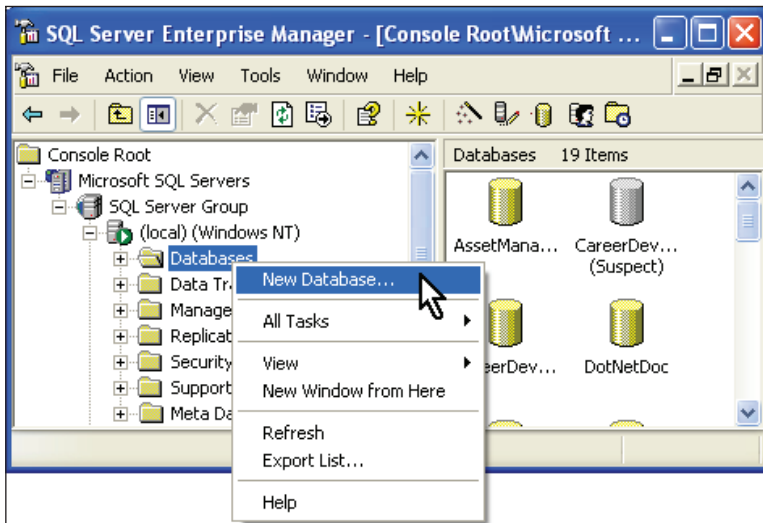 SQL Server Enterprise Manager - [Console Root\Microsoft ...
File Action View Tools Window Help
Console Root
Microsoft SQL Servers
SQL Server Group
(local) (Windows NT)
Databases
Data Tr
Manage
Replicat
Security
Support
Meta Da
Databases 19 Items
AssetMana...
CareerDev...
(Suspect)
eerDev...
DotNetDoc
New Database...
All Tasks
View
New Window from Here
Refresh
Export List...
Help